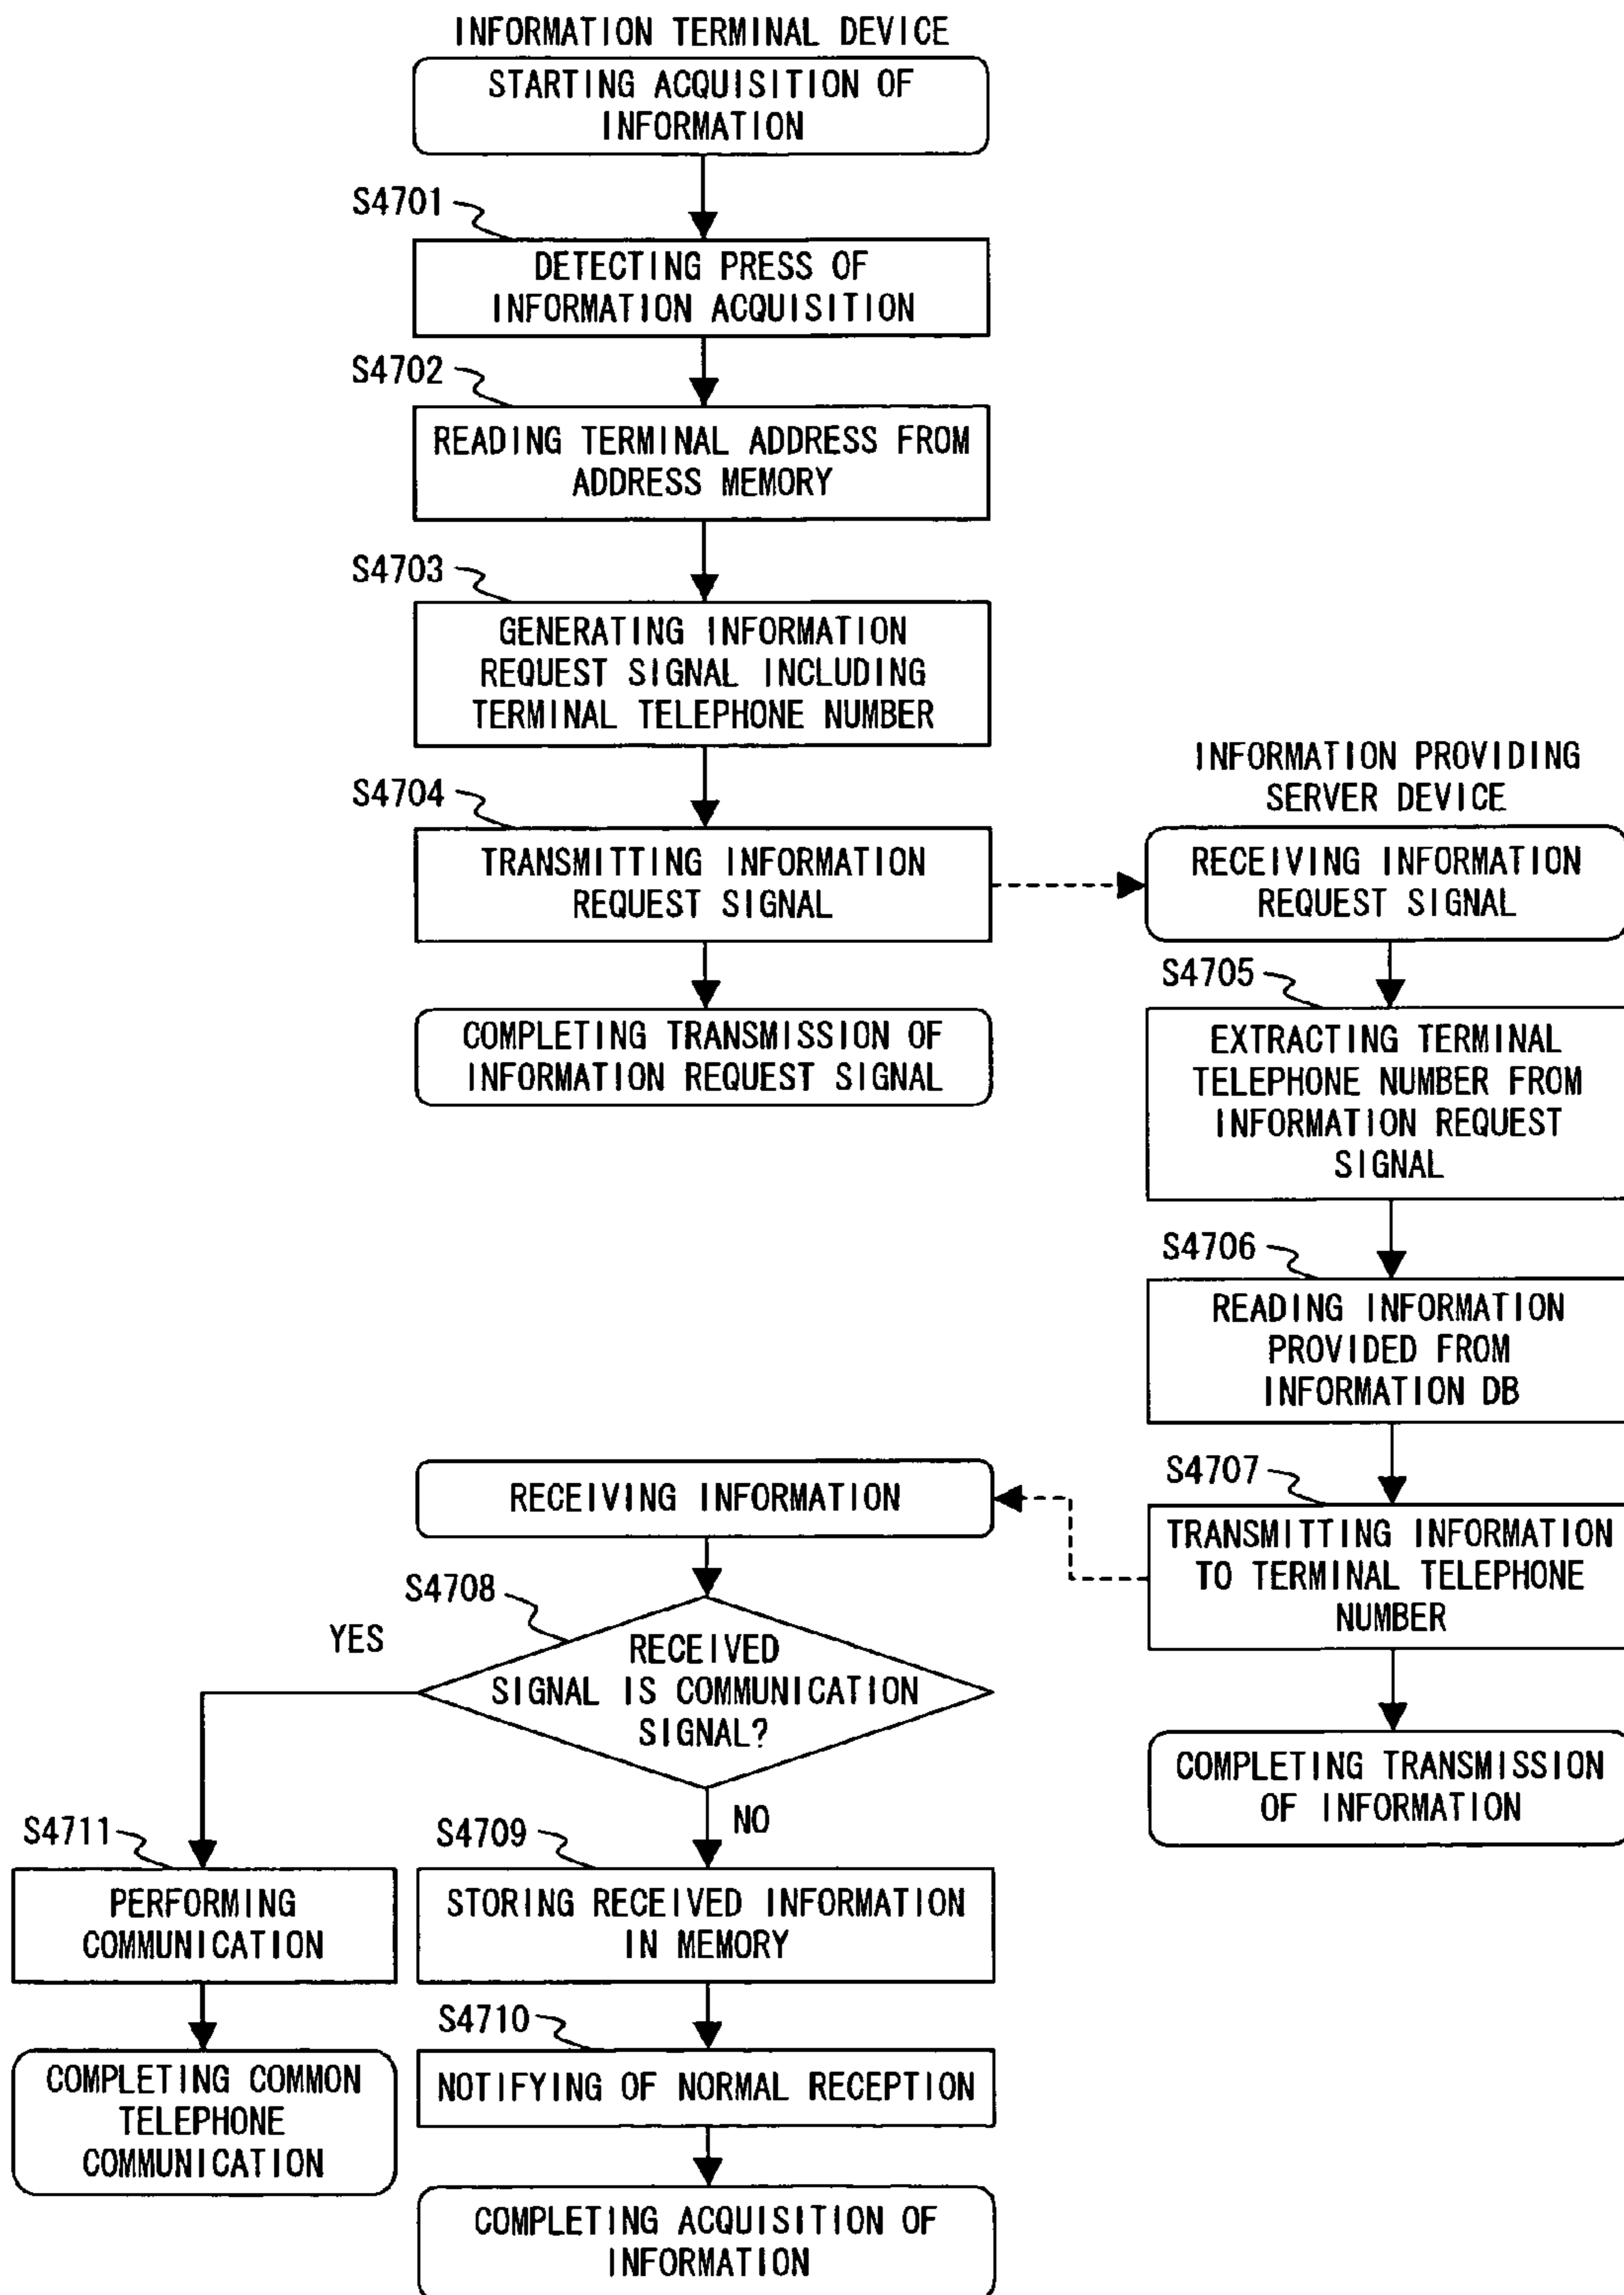 INFORMATION TERMINAL DEVICE
STARTING ACQUISITION OF
INFORMATION
S4701
DETECTING PRESS OF
INFORMATION ACQUISITION
S4702
READING TERMINAL ADDRESS FROM
ADDRESS MEMORY
S4703
GENERATING INFORMATION
REQUEST SIGNAL INCLUDING
TERMINAL TELEPHONE NUMBER
S4704
TRANSMITTING INFORMATION
REQUEST SIGNAL
COMPLETING TRANSMISSION OF
INFORMATION REQUEST SIGNAL
INFORMATION PROVIDING
SERVER DEVICE
RECEIVING INFORMATION
REQUEST SIGNAL
S4705
EXTRACTING TERMINAL
TELEPHONE NUMBER FROM
INFORMATION REQUEST
SIGNAL
S4706
READING INFORMATION
PROVIDED FROM
INFORMATION DB
S4707
TRANSMITTING INFORMATION
TO TERMINAL TELEPHONE
NUMBER
COMPLETING TRANSMISSION
OF INFORMATION
RECEIVING INFORMATION
S4708
RECEIVED
SIGNAL IS COMMUNICATION
SIGNAL?
YES
NO
S4711
PERFORMING
COMMUNICATION
COMPLETING COMMON
TELEPHONE
COMMUNICATION
S4709
STORING RECEIVED INFORMATION
IN MEMORY
S4710
NOTIFYING OF NORMAL RECEPTION
COMPLETING ACQUISITION OF
INFORMATION